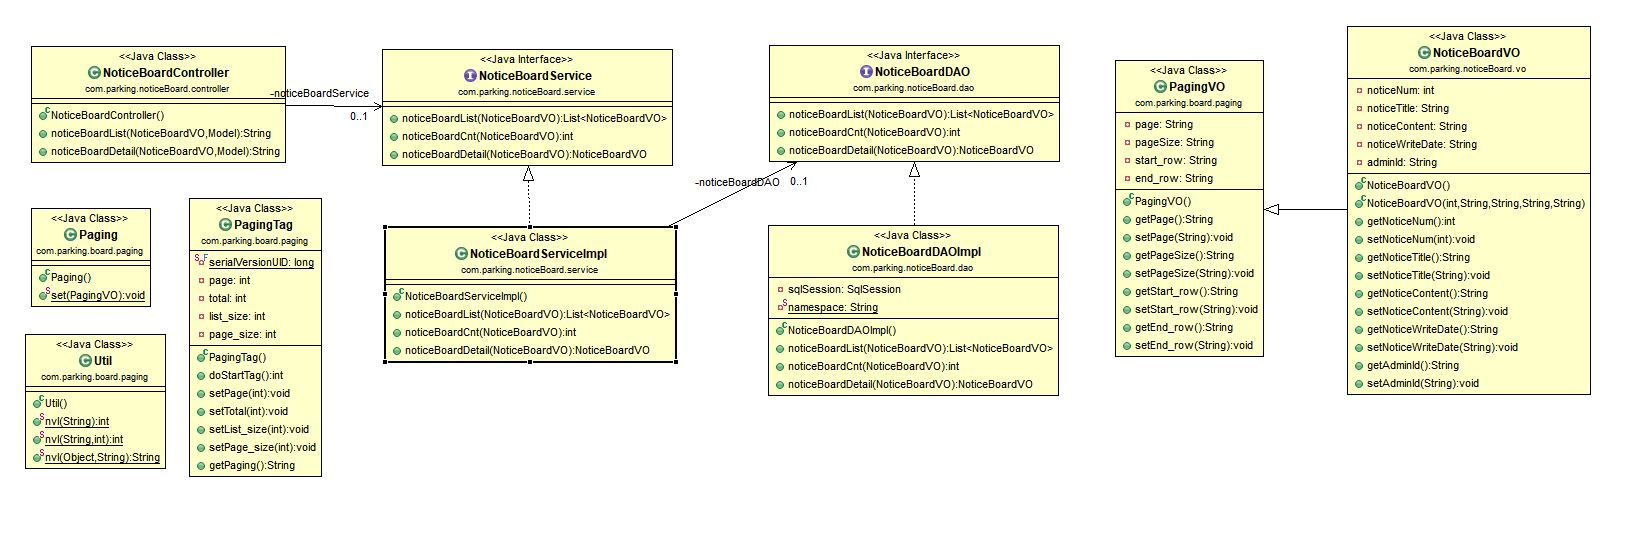 <<Java Class>>
NoticeBoardController
com.parking.noticeBoard.controller
NoticeBoardController()
noticeBoardList(NoticeBoardVO,Model):String
noticeBoardDetail(NoticeBoardVO,Model):String
-noticeBoardService
0..1
<<Java Interface>>
NoticeBoardService
com.parking.noticeBoard.service
noticeBoardList(NoticeBoardVO):List<NoticeBoardVO>
noticeBoardCnt(NoticeBoardVO):int
noticeBoardDetail(NoticeBoardVO):NoticeBoardVO
<<Java Interface>>
NoticeBoardDAO
com.parking.noticeBoard.dao
noticeBoardList(NoticeBoardVO):List<NoticeBoardVO>
noticeBoardCnt(NoticeBoardVO):int
noticeBoardDetail(NoticeBoardVO):NoticeBoardVO
-noticeBoardDAO
0..1
<<Java Class>>
PagingVO
com.parking.board.paging
page: String
pageSize: String
start_row: String
end_row: String
PagingVO()
getPage():String
setPage(String):void
getPageSize():String
setPageSize(String):void
getStart_row():String
setStart_row(String):void
getEnd_row():String
setEnd_row(String):void
<<Java Class>>
NoticeBoardVO
com.parking.noticeBoard.vo
noticeNum: int
noticeTitle: String
noticeContent: String
noticeWriteDate: String
adminId: String
NoticeBoardVO()
NoticeBoardVO(int,String,String,String,String)
getNoticeNum():int
setNoticeNum(int):void
getNoticeTitle():String
setNoticeTitle(String):void
getNoticeContent():String
setNoticeContent(String):void
getNoticeWriteDate():String
setNoticeWriteDate(String):void
getAdminId():String
setAdminId(String):void
<<Java Class>>
Paging
com.parking.board.paging
Paging()
set(PagingVO):void
<<Java Class>>
PagingTag
com.parking.board.paging
serialVersionUID: long
page: int
total: int
list_size: int
page_size: int
PagingTag()
doStartTag():int
setPage(int):void
setTotal(int):void
setList_size(int):void
setPage_size(int):void
getPaging():String
<<Java Class>>
NoticeBoardServiceImpl
com.parking.noticeBoard.service
NoticeBoardServiceImpl()
noticeBoardList(NoticeBoardVO):List<NoticeBoardVO>
noticeBoardCnt(NoticeBoardVO):int
noticeBoardDetail(NoticeBoardVO):NoticeBoardVO
<<Java Class>>
NoticeBoardDAOImpl
com.parking.noticeBoard.dao
sqlSession: SqlSession
namespace: String
NoticeBoardDAOImpl()
noticeBoardList(NoticeBoardVO):List<NoticeBoardVO>
noticeBoardCnt(NoticeBoardVO):int
noticeBoardDetail(NoticeBoardVO):NoticeBoardVO
<<Java Class>>
Util
com.parking.board.paging
Util()
nvl(String):int
nvl(String,int):int
nvl(Object,String):String